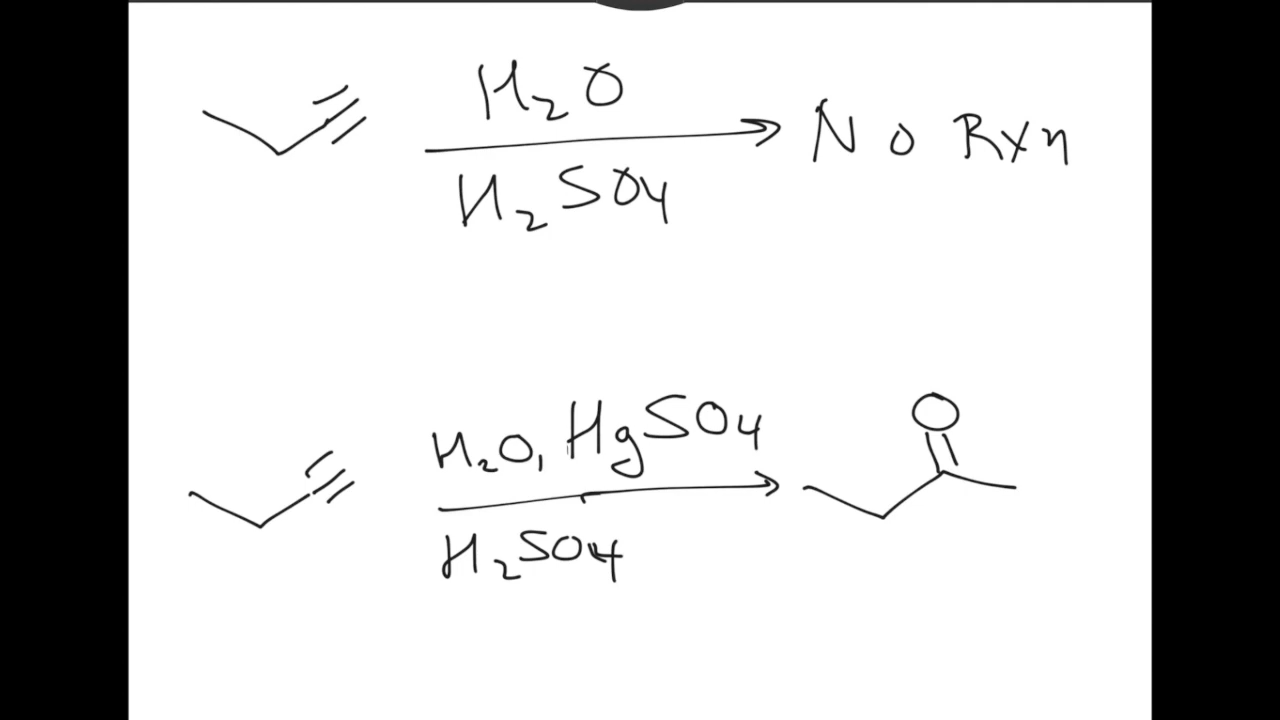 H₂O
H₂SO₄
No Rxn
H₂O, HgSO₄
H₂SO₄
O